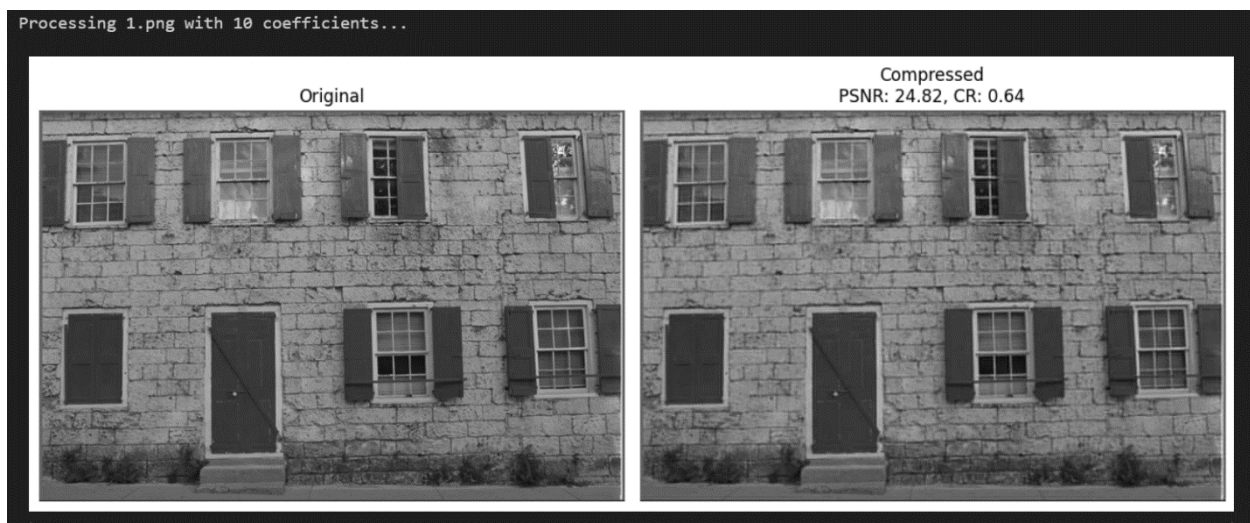 Processing 1.png with 10 coefficients...
Original
Compressed
PSNR: 24.82, CR: 0.64